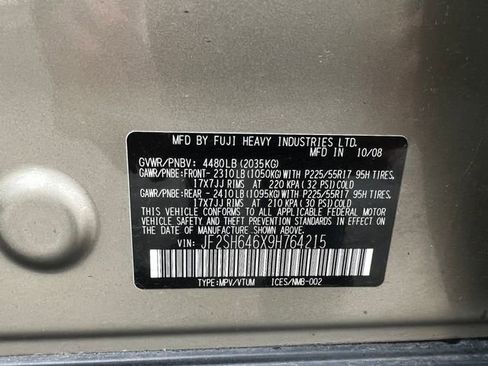 MFD BY FUJI HEAVY INDUSTRIES LTD.
MFD IN 10/08
GVWR/PNBV: 4480LB(2035KG)
GAWR/PNBE:FRONT-2310LB(1050KG)WITH P225/55R17 95H TIRES,
17X7JJ RIMS AT 220 KPA(32 PSI)COLD
GAWR/PNBE:REAR -2410LB(1095KG)WITH P225/55R17 95H TIRES,
17X7JJ RIMS AT 210 KPA(30 PSI)COLD
THIS VEHICLE CONFORMS TO ALL APPLICABLE FEDERAL MOTOR
VEHICLE SAFETY AND THEFT PREVENTION STANDARDS IN EFFECT ON
THE DATE OF MANUFACTURE SHOWN ABOVE.
VIN: JF2SH646X9H764215
TYPE:MPV/VTUM ICES/NMB-002